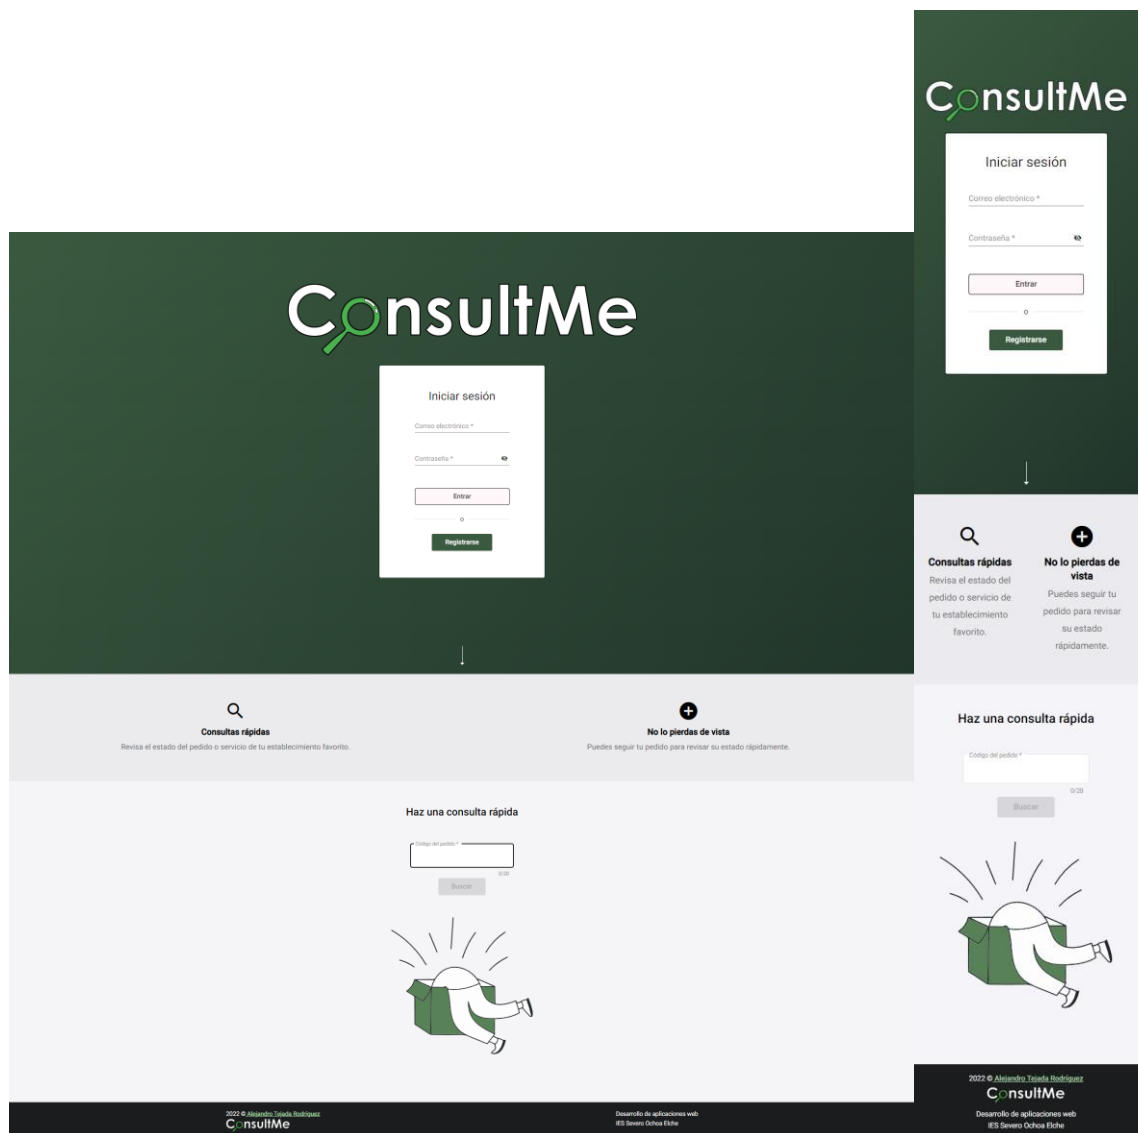 ConsultMe
Iniciar sesión
Correo electrónico *
Contraseña *
Entrar
o
Registrarse
Consultas rápidas
Revisa el estado del pedido o servicio de tu establecimiento favorito.
No lo pierdas de vista
Puedes seguir tu pedido para revisar su estado rápidamente.
Haz una consulta rápida
Código del pedido *
0/20
Buscar
2022 © Alejandro Tejada Rodríguez
ConsultMe
Desarrollo de aplicaciones web
IES Severo Ochoa Elche
ConsultMe
Iniciar sesión
Correo electrónico *
Contraseña *
Entrar
o
Registrarse
Consultas rápidas
Revisa el estado del
pedido o servicio de
tu establecimiento
favorito.
No lo pierdas de
vista
Puedes seguir tu
pedido para revisar
su estado
rápidamente.
Haz una consulta rápida
Código del pedido *
0/20
Buscar
2022 © Alejandro Tejada Rodríguez
ConsultMe
Desarrollo de aplicaciones web
IES Severo Ochoa Elche